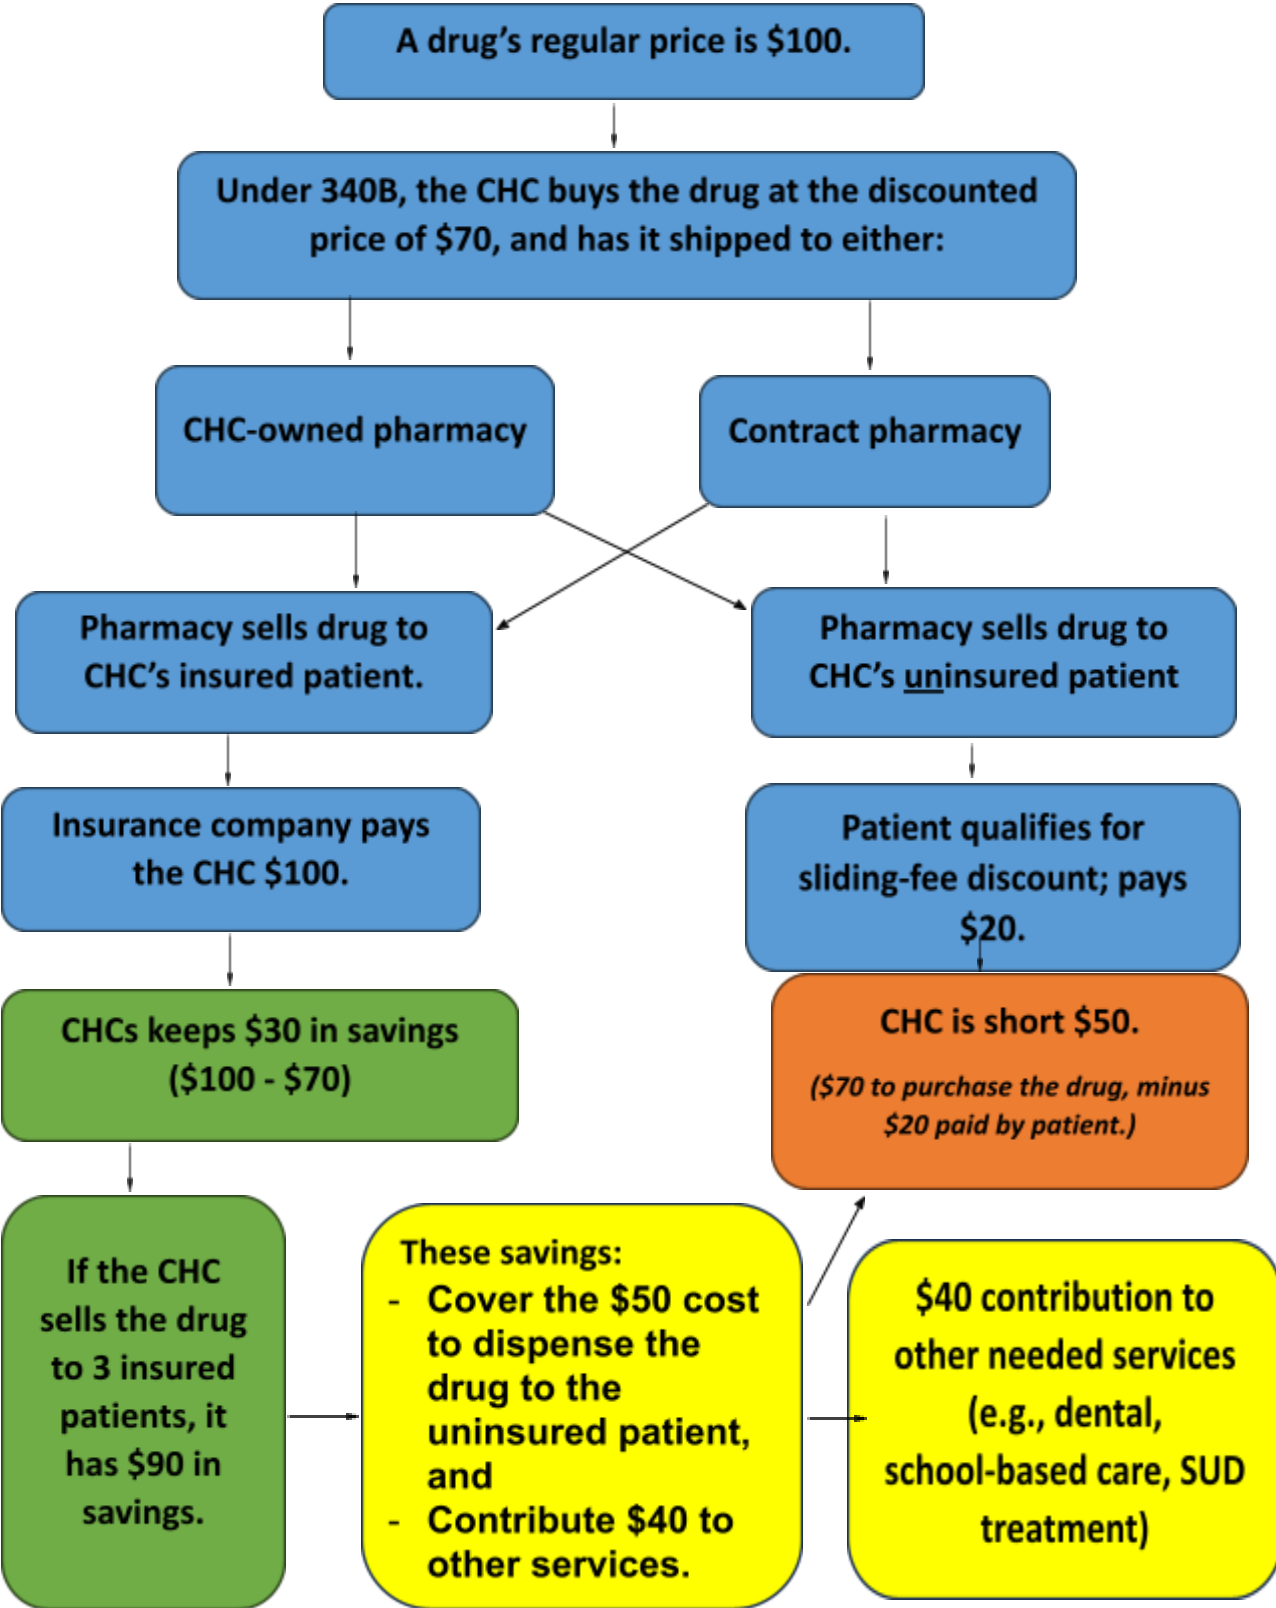 A drug’s regular price is $100.
Under 340B, the CHC buys the drug at the discounted
price of $70, and has it shipped to either:
CHC-owned pharmacy
Contract pharmacy
Pharmacy sells drug to
CHC’s insured patient.
Pharmacy sells drug to
CHC’s uninsured patient
Insurance company pays
the CHC $100.
Patient qualifies for
sliding-fee discount; pays
$20.
CHCs keeps $30 in savings
($100 - $70)
CHC is short $50.
($70 to purchase the drug, minus
$20 paid by patient.)
If the CHC
sells the drug
to 3 insured
patients, it
has $90 in
savings.
These savings:
- Cover the $50 cost
to dispense the
drug to the
uninsured patient,
and
- Contribute $40 to
other services.
$40 contribution to
other needed services
(e.g., dental,
school-based care, SUD
treatment)